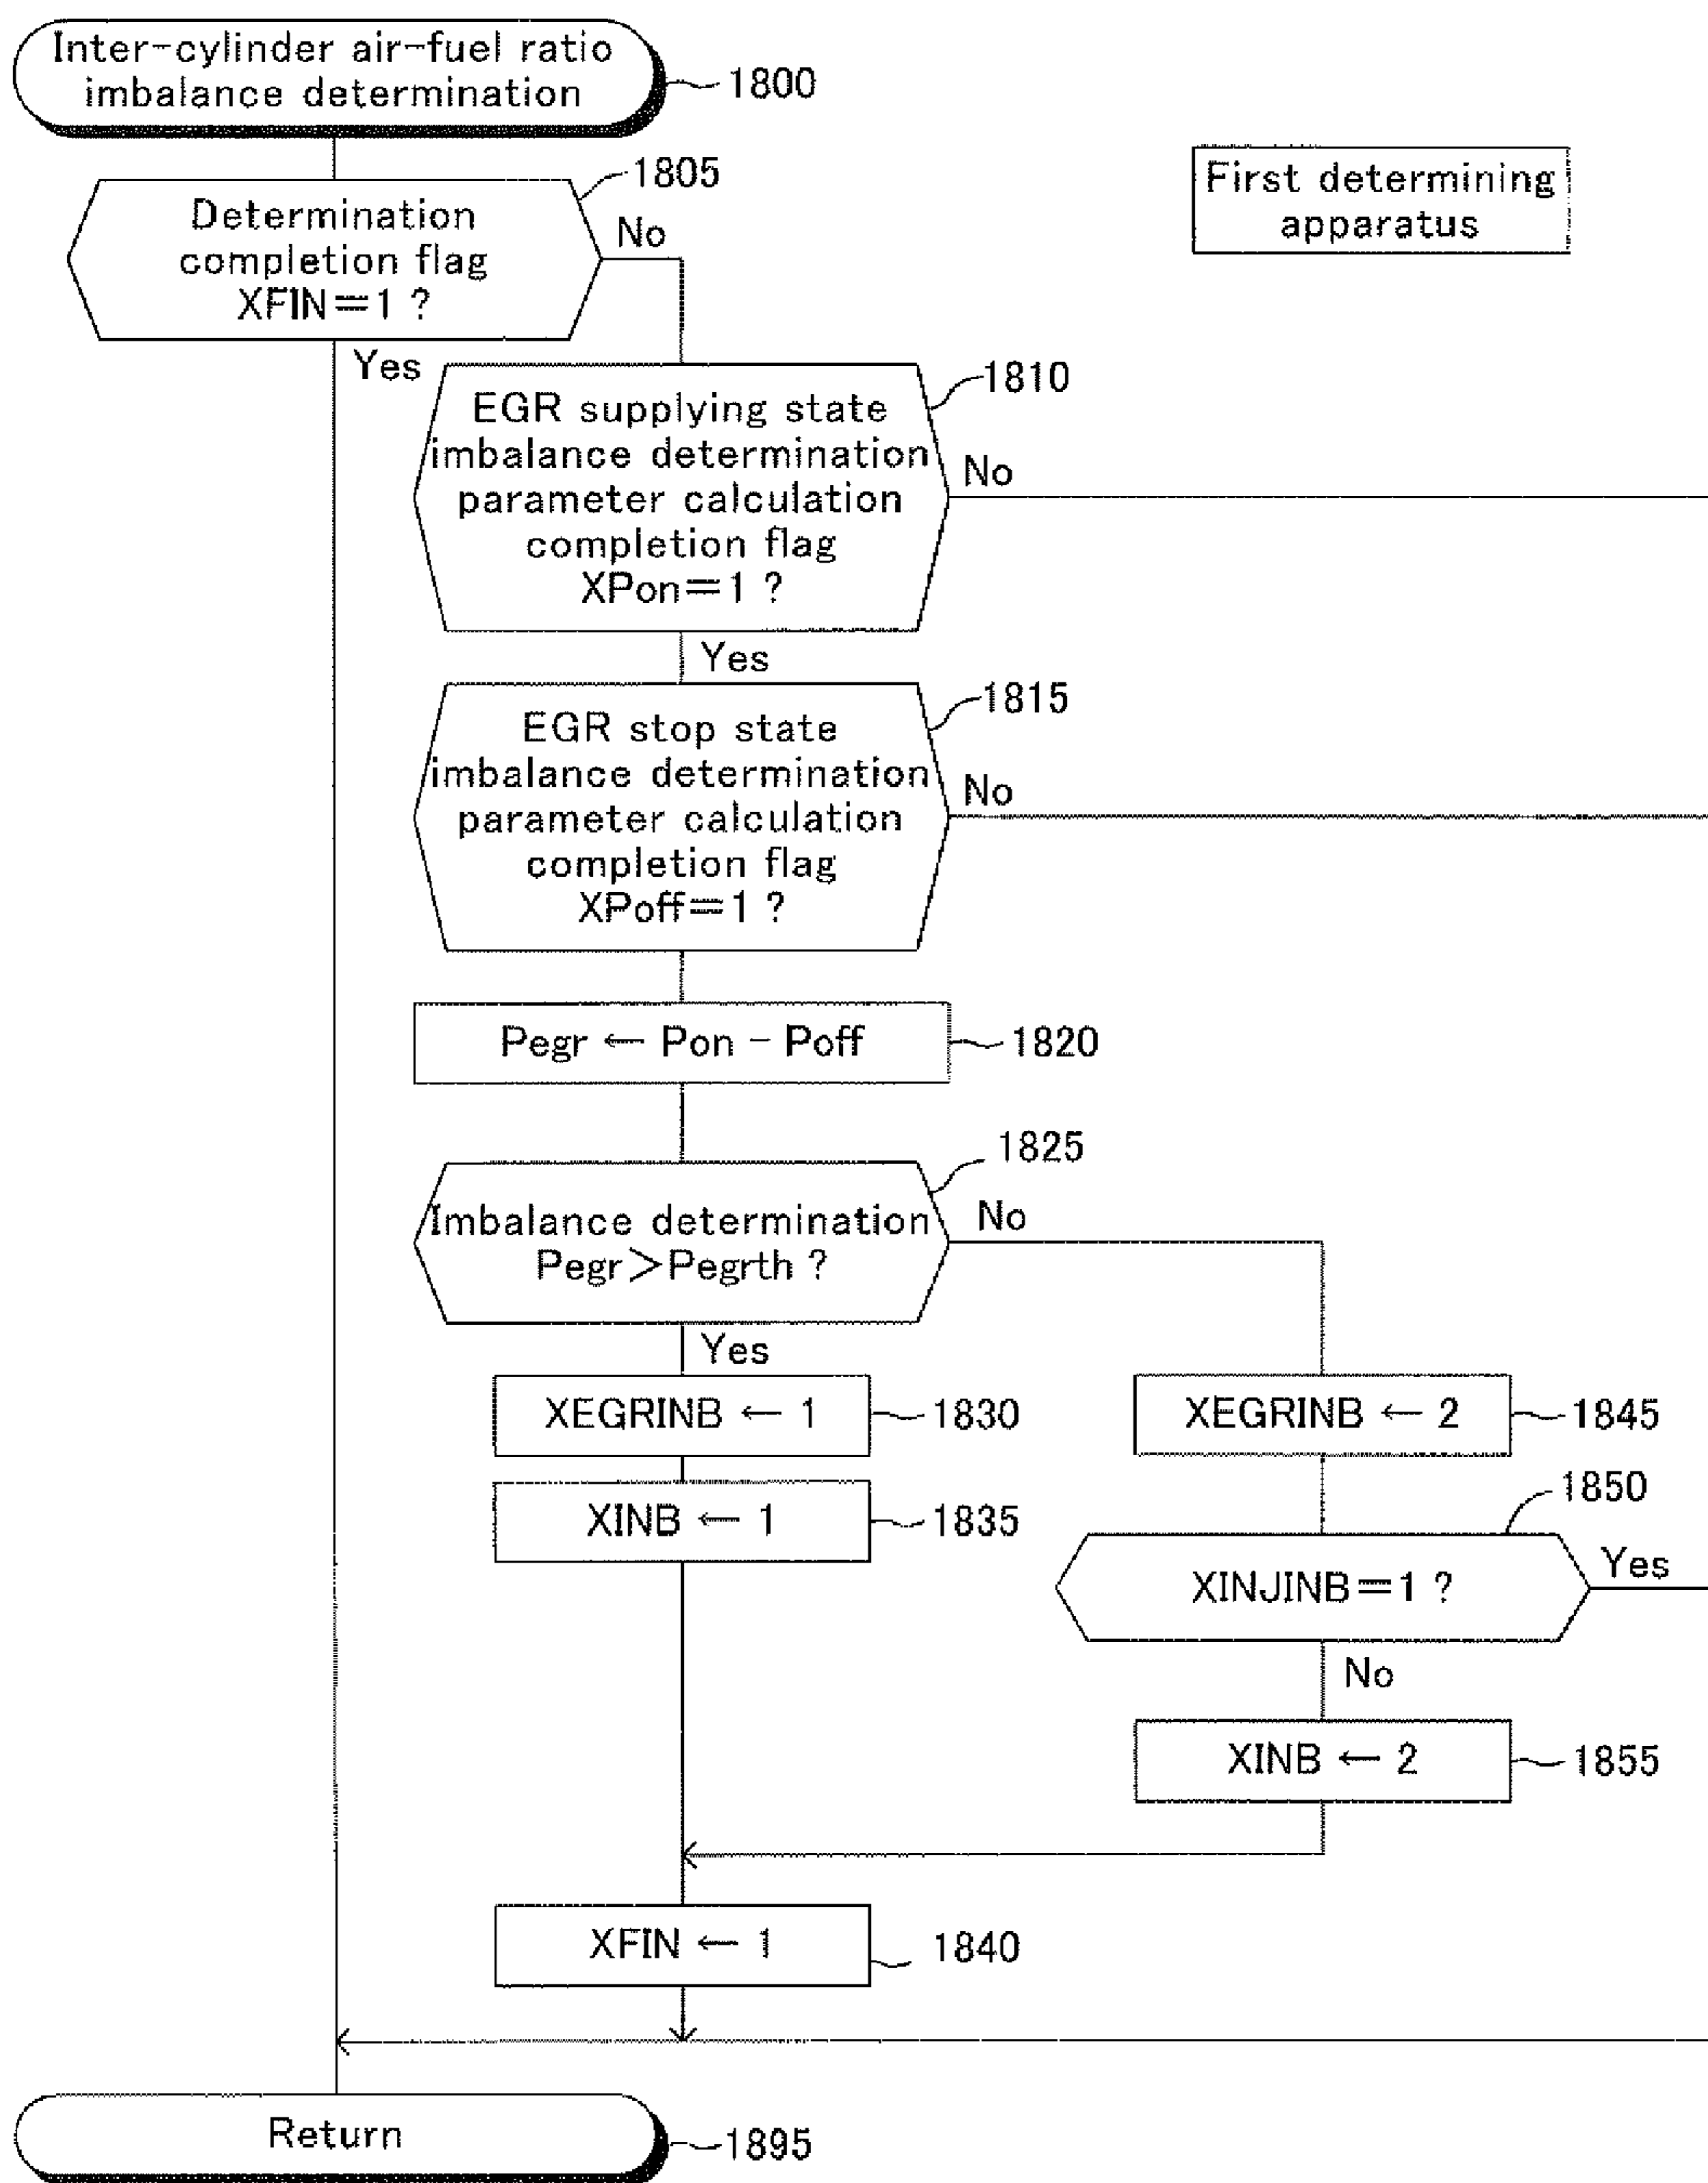 Inter-cylinder air-fuel ratio
imbalance determination
1800
First determining
apparatus
1805
Determination
completion flag
XFIN=1 ?
No
Yes
1810
EGR supplying state
imbalance determination
parameter calculation
completion flag
XPon=1 ?
No
Yes
1815
EGR stop state
imbalance determination
parameter calculation
completion flag
XPoff=1 ?
No
Pegr ← Pon - Poff
1820
1825
Imbalance determination
Pegr>Pegrth ?
No
Yes
XEGRINB ← 1
1830
XEGRINB ← 2
1845
XINB ← 1
1835
1850
XINJINB=1 ?
Yes
No
XINB ← 2
1855
XFIN ← 1
1840
Return
1895